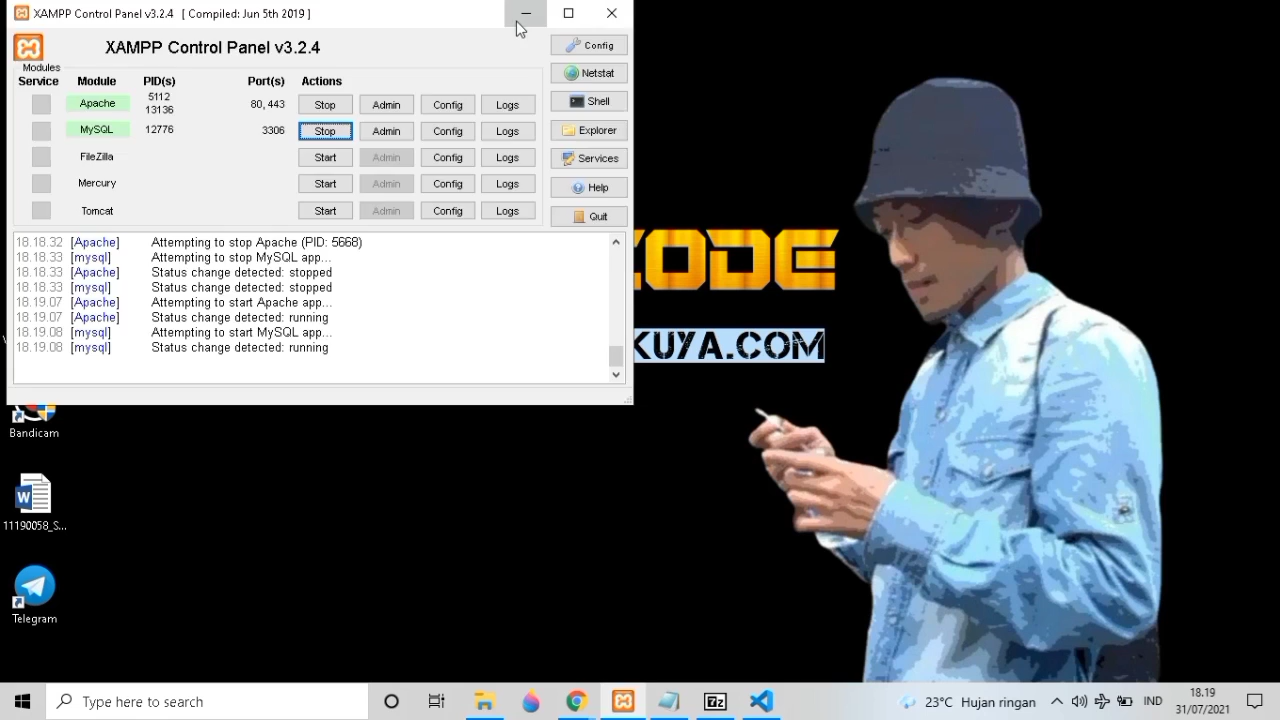 XAMPP Control Panel v3.2.4 [ Compiled: Jun 5th 2019 ]
XAMPP Control Panel v3.2.4
Config
Modules
Service Module PID(s) Port(s) Actions
Netstat
Apache 5112 13136 80, 443 Stop Admin Config Logs
Shell
MySQL 12776 3306 Stop Admin Config Logs
Explorer
FileZilla Start Admin Config Logs
Services
Mercury Start Admin Config Logs
Help
Tomcat Start Admin Config Logs
Quit
18.18.32 [Apache] Attempting to stop Apache (PID: 5668)
18.18.33 [mysql] Attempting to stop MySQL app...
18.18.33 [Apache] Status change detected: stopped
18.18.33 [mysql] Status change detected: stopped
18.19.07 [Apache] Attempting to start Apache app...
18.19.07 [Apache] Status change detected: running
18.19.08 [mysql] Attempting to start MySQL app...
18.19.08 [mysql] Status change detected: running
ODE
KUYA.COM
Bandicam
11190058_S...
Telegram
Type here to search
23°C Hujan ringan
IND
18.19
31/07/2021